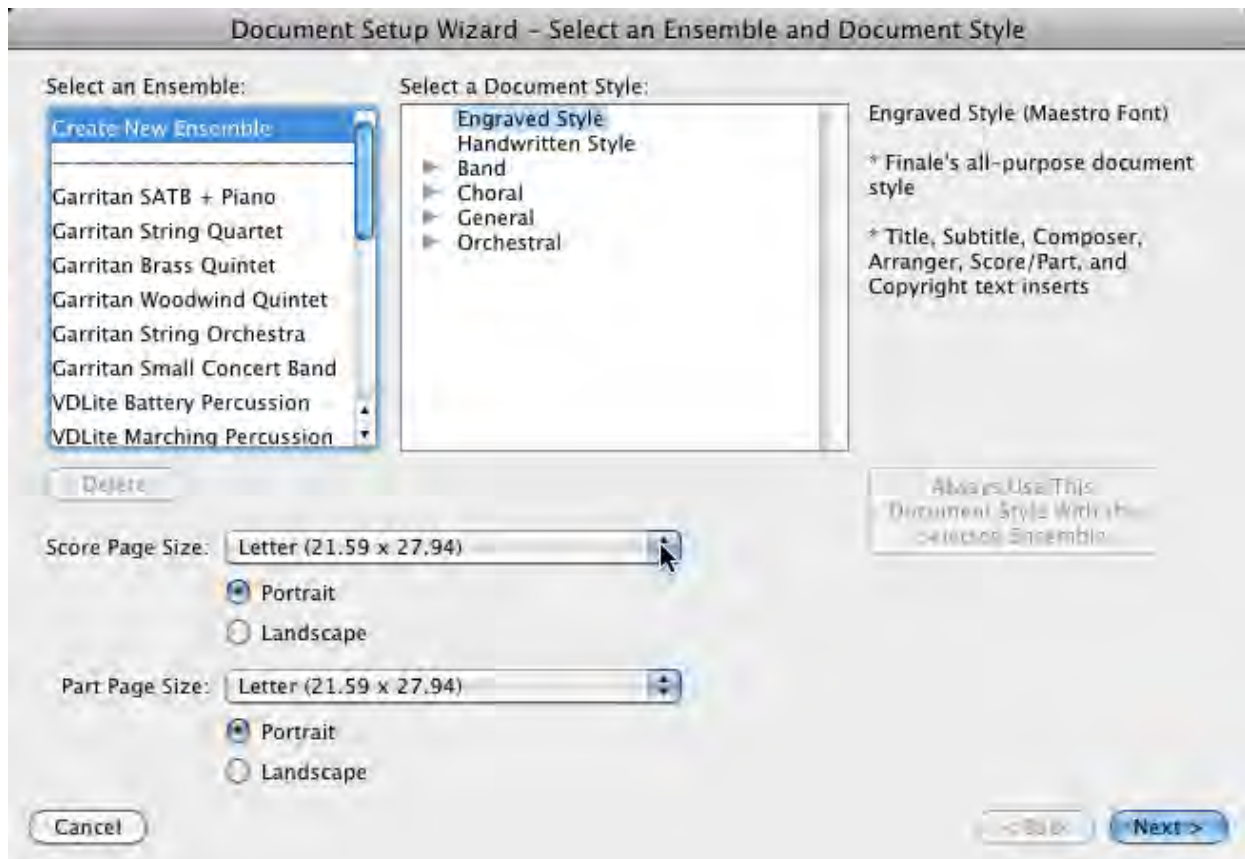 Document Setup Wizard – Select an Ensemble and Document Style
Select an Ensemble:
Create New Ensemble
Garritan SATB + Piano
Garritan String Quartet
Garritan Brass Quintet
Garritan Woodwind Quintet
Garritan String Orchestra
Garritan Small Concert Band
VDLite Battery Percussion
VDLite Marching Percussion
Delete
Select a Document Style:
Engraved Style
Handwritten Style
Band
Choral
General
Orchestral
Engraved Style (Maestro Font)
* Finale's all-purpose document
style
* Title, Subtitle, Composer,
Arranger, Score/Part, and
Copyright text inserts
Always Use This
Document Style With the
Selected Ensemble
Score Page Size: Letter (21.59 x 27.94)
Portrait
Landscape
Part Page Size: Letter (21.59 x 27.94)
Portrait
Landscape
Cancel
< Back
Next >